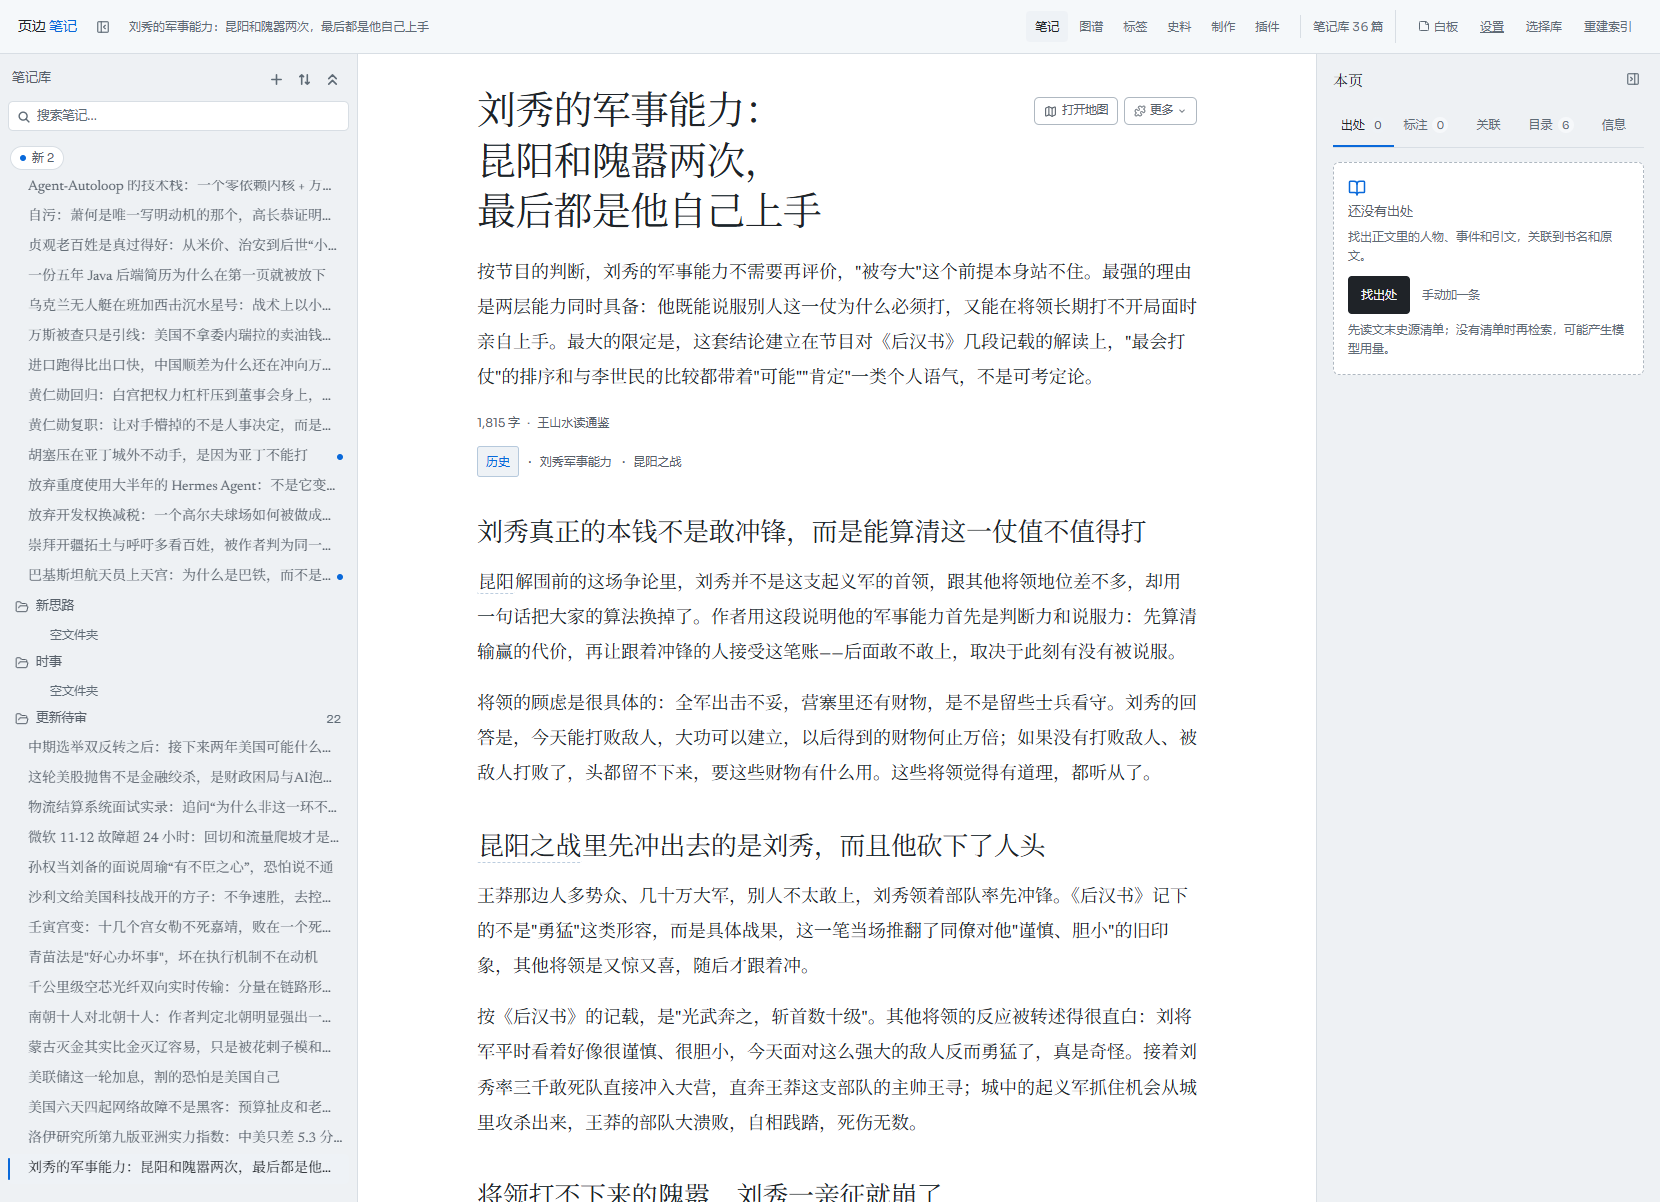 页边 笔记
刘秀的军事能力：昆阳和隗嚣两次，最后都是他自己上手
笔记 图谱 标签 史料 制作 插件 笔记库 36 篇 白板 设置 选择库 重建索引
笔记库
搜索笔记...
新 2
Agent-Autoloop 的技术栈：一个零依赖内核 + 万...
自污：萧何是唯一写明动机的那个，高长恭证明...
贞观老百姓是真过得好：从米价、治安到后世“小...
一份五年 Java 后端简历为什么在第一页就被放下
乌克兰无人艇在班加西击沉水星号：战术上以小...
万斯被查只是引线：美国不拿委内瑞拉的卖油钱...
进口跑得比出口快，中国顺差为什么还在冲向万...
黄仁勋回归：白宫把权力杠杆压到董事会身上，...
黄仁勋复职：让对手懵掉的不是人事决定，而是...
胡塞压在亚丁城外不动手，是因为亚丁不能打
放弃重度使用大半年的 Hermes Agent：不是它变...
放弃开发权换减税：一个高尔夫球场如何被做成...
崇拜开疆拓土与呼吁多看百姓，被作者判为同一...
巴基斯坦航天员上天宫：为什么是巴铁，而不是...
新思路
空文件夹
时事
空文件夹
更新待审 22
中期选举双反转之后：接下来两年美国可能什么...
这轮美股抛售不是金融绞杀，是财政困局与AI泡...
物流结算系统面试实录：追问“为什么非这一环不...
微软 11·12 故障超 24 小时：回切和流量爬坡才是...
孙权当刘备的面说周瑜“有不臣之心”，恐怕说不通
沙利文给美国科技战开的方子：不争速胜，去控...
壬寅宫变：十几个宫女勒不死嘉靖，败在一个死...
青苗法是"好心办坏事"，坏在执行机制不在动机
千公里级空芯光纤双向实时传输：分量在链路形...
南朝十人对北朝十人：作者判定北朝明显强出一...
蒙古灭金其实比金灭辽容易，只是被花剌子模和...
美联储这一轮加息，割的恐怕是美国自己
美国六天四起网络故障不是黑客：预算扯皮和老...
洛伊研究所第九版亚洲实力指数：中美只差 5.3 分...
刘秀的军事能力：昆阳和隗嚣两次，最后都是他...
刘秀的军事能力：
昆阳和隗嚣两次，
最后都是他自己上手
打开地图 更多
按节目的判断，刘秀的军事能力不需要再评价，"被夸大"这个前提本身站不住。最强的理由
是两层能力同时具备：他既能说服别人这一仗为什么必须打，又能在将领长期打不开局面时
亲自上手。最大的限定是，这套结论建立在节目对《后汉书》几段记载的解读上，"最会打
仗"的排序和与李世民的比较都带着"可能""肯定"一类个人语气，不是可考定论。
1,815 字 · 王山水读通鉴
历史 · 刘秀军事能力 · 昆阳之战
刘秀真正的本钱不是敢冲锋，而是能算清这一仗值不值得打
昆阳解围前的这场争论里，刘秀并不是这支起义军的首领，跟其他将领地位差不多，却用
一句话把大家的算法换掉了。作者用这段说明他的军事能力首先是判断力和说服力：先算清
输赢的代价，再让跟着冲锋的人接受这笔账——后面敢不敢上，取决于此刻有没有被说服。
将领的顾虑是很具体的：全军出击不妥，营寨里还有财物，是不是留些士兵看守。刘秀的回
答是，今天能打败敌人，大功可以建立，以后得到的财物何止万倍；如果没有打败敌人、被
敌人打败了，头都留不下来，要这些财物有什么用。这些将领觉得有道理，都听从了。
昆阳之战里先冲出去的是刘秀，而且他砍下了人头
王莽那边人多势众、几十万大军，别人不太敢上，刘秀领着部队率先冲锋。《后汉书》记下
的不是"勇猛"这类形容，而是具体战果，这一笔当场推翻了同僚对他"谨慎、胆小"的旧印
象，其他将领是又惊又喜，随后才跟着冲。
按《后汉书》的记载，是"光武奔之，斩首数十级"。其他将领的反应被转述得很直白：刘将
军平时看着好像很谨慎、很胆小，今天面对这么强大的敌人反而勇猛了，真是奇怪。接着刘
秀率三千敢死队直接冲入大营，直奔王莽这支部队的主帅王寻；城中的起义军抓住机会从城
里攻杀出来，王莽的部队大溃败，自相践踏，死伤无数。
将领打不下来的隗嚣，刘秀一亲征就崩了
本页
出处 0 标注 0 关联 目录 6 信息
还没有出处
找出正文里的人物、事件和引文，关联到书名和原
文。
找出处 手动加一条
先读文末史源清单；没有清单时再检索，可能产生模
型用量。